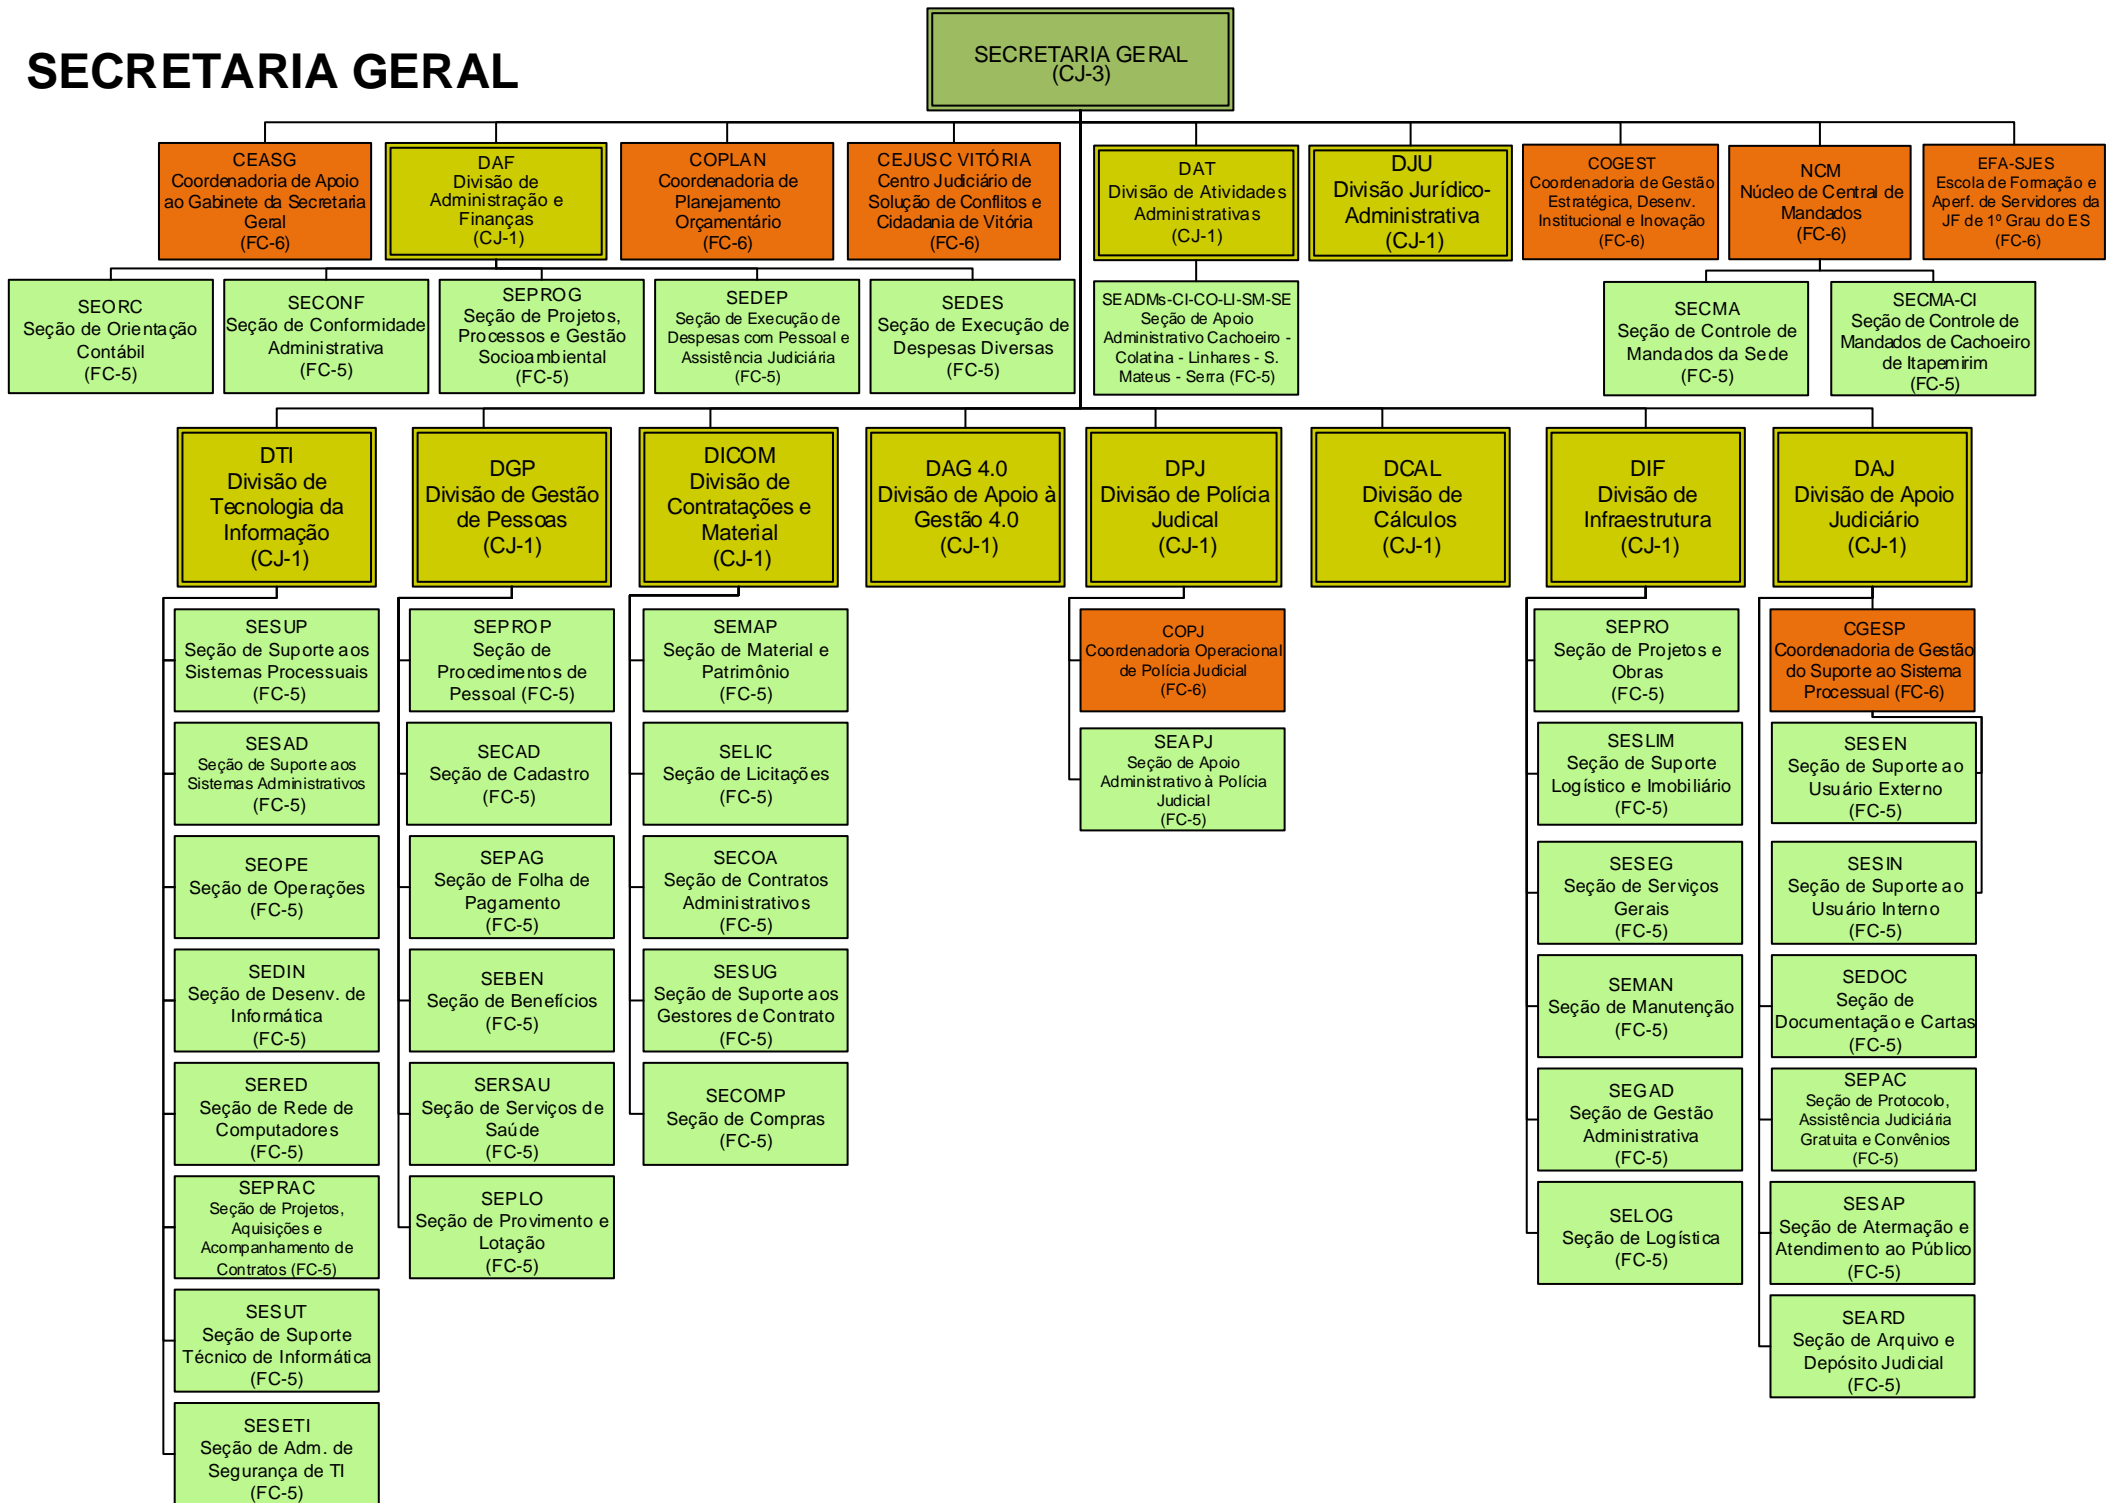 SECRETARIA GERAL
SECRETARIA GERAL
(CJ-3)
CEASG
Coordenadoria de Apoio
ao Gabinete da Secretaria
Geral
(FC-6)
DAF
Divisão de
Administração e
Finanças
(CJ-1)
COPLAN
Coordenadoria de
Planejamento
Orçamentário
(FC-6)
CEJUSC VITÓRIA
Centro Judiciário de
Solução de Conflitos e
Cidadania de Vitória
(FC-6)
DAT
Divisão de Atividades
Administrativas
(CJ-1)
DJU
Divisão Jurídico-
Administrativa
(CJ-1)
COGEST
Coordenadoria de Gestão
Estratégica, Desenv.
Institucional e Inovação
(FC-6)
NCM
Núcleo de Central de
Mandados
(FC-6)
EFA-SJES
Escola de Formação e
Aperf. de Servidores da
JF de 1º Grau do ES
(FC-6)
SEORC
Seção de Orientação
Contábil
(FC-5)
SECONF
Seção de Conformidade
Administrativa
(FC-5)
SEPROG
Seção de Projetos,
Processos e Gestão
Socioambiental
(FC-5)
SEDEP
Seção de Execução de
Despesas com Pessoal e
Assistência Judiciária
(FC-5)
SEDES
Seção de Execução de
Despesas Diversas
(FC-5)
SEADMs-CI-CO-LI-SM-SE
Seção de Apoio
Administrativo Cachoeiro -
Colatina - Linhares - S.
Mateus - Serra (FC-5)
SECMA
Seção de Controle de
Mandados da Sede
(FC-5)
SECMA-CI
Seção de Controle de
Mandados de Cachoeiro
de Itapemirim
(FC-5)
DTI
Divisão de
Tecnologia da
Informação
(CJ-1)
DGP
Divisão de Gestão
de Pessoas
(CJ-1)
DICOM
Divisão de
Contratações e
Material
(CJ-1)
DAG 4.0
Divisão de Apoio à
Gestão 4.0
(CJ-1)
DPJ
Divisão de Polícia
Judical
(CJ-1)
DCAL
Divisão de
Cálculos
(CJ-1)
DIF
Divisão de
Infraestrutura
(CJ-1)
DAJ
Divisão de Apoio
Judiciário
(CJ-1)
SESUP
Seção de Suporte aos
Sistemas Processuais
(FC-5)
SESAD
Seção de Suporte aos
Sistemas Administrativos
(FC-5)
SEOPE
Seção de Operações
(FC-5)
SEDIN
Seção de Desenv. de
Informática
(FC-5)
SERED
Seção de Rede de
Computadores
(FC-5)
SEPRAC
Seção de Projetos,
Aquisições e
Acompanhamento de
Contratos (FC-5)
SESUT
Seção de Suporte
Técnico de Informática
(FC-5)
SESETI
Seção de Adm. de
Segurança de TI
(FC-5)
SEPROP
Seção de
Procedimentos de
Pessoal (FC-5)
SECAD
Seção de Cadastro
(FC-5)
SEPAG
Seção de Folha de
Pagamento
(FC-5)
SEBEN
Seção de Benefícios
(FC-5)
SERSAU
Seção de Serviços de
Saúde
(FC-5)
SEPLO
Seção de Provimento e
Lotação
(FC-5)
SEMAP
Seção de Material e
Patrimônio
(FC-5)
SELIC
Seção de Licitações
(FC-5)
SECOA
Seção de Contratos
Administrativos
(FC-5)
SESUG
Seção de Suporte aos
Gestores de Contrato
(FC-5)
SECOMP
Seção de Compras
(FC-5)
COPJ
Coordenadoria Operacional
de Polícia Judicial
(FC-6)
SEAPJ
Seção de Apoio
Administrativo à Polícia
Judicial
(FC-5)
SEPRO
Seção de Projetos e
Obras
(FC-5)
SESLIM
Seção de Suporte
Logístico e Imobiliário
(FC-5)
SESEG
Seção de Serviços
Gerais
(FC-5)
SEMAN
Seção de Manutenção
(FC-5)
SEGAD
Seção de Gestão
Administrativa
(FC-5)
SELOG
Seção de Logística
(FC-5)
CGESP
Coordenadoria de Gestão
do Suporte ao Sistema
Processual (FC-6)
SESEN
Seção de Suporte ao
Usuário Externo
(FC-5)
SESIN
Seção de Suporte ao
Usuário Interno
(FC-5)
SEDOC
Seção de
Documentação e Cartas
(FC-5)
SEPAC
Seção de Protocolo,
Assistência Judiciária
Gratuita e Convênios
(FC-5)
SESAP
Seção de Atermação e
Atendimento ao Público
(FC-5)
SEARD
Seção de Arquivo e
Depósito Judicial
(FC-5)